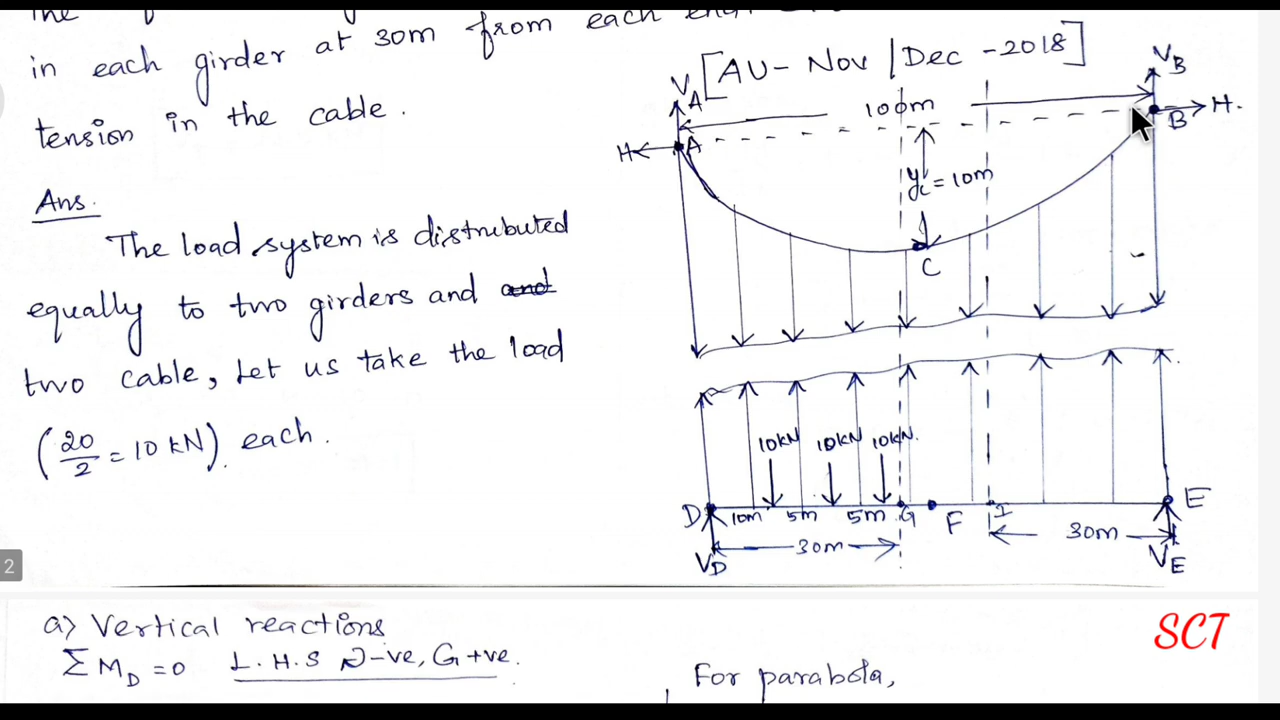 in each girder at 30m from each end.
tension in the cable.
[AU- Nov / Dec -2018]
Ans.
The load system is distributed
equally to two girders and and
two cable, Let us take the load
(20/2 = 10 kN) each.
VA
VB
100m
H
A
B
H.
yc = 10m
C
10kN 10kN 10kN.
D 10m 5m 5m G F I E
30m 30m
VD
VE
2
a) Vertical reactions
ΣMD = 0 L.H.S ↻-ve, ↺+ve.
For parabola,
SCT